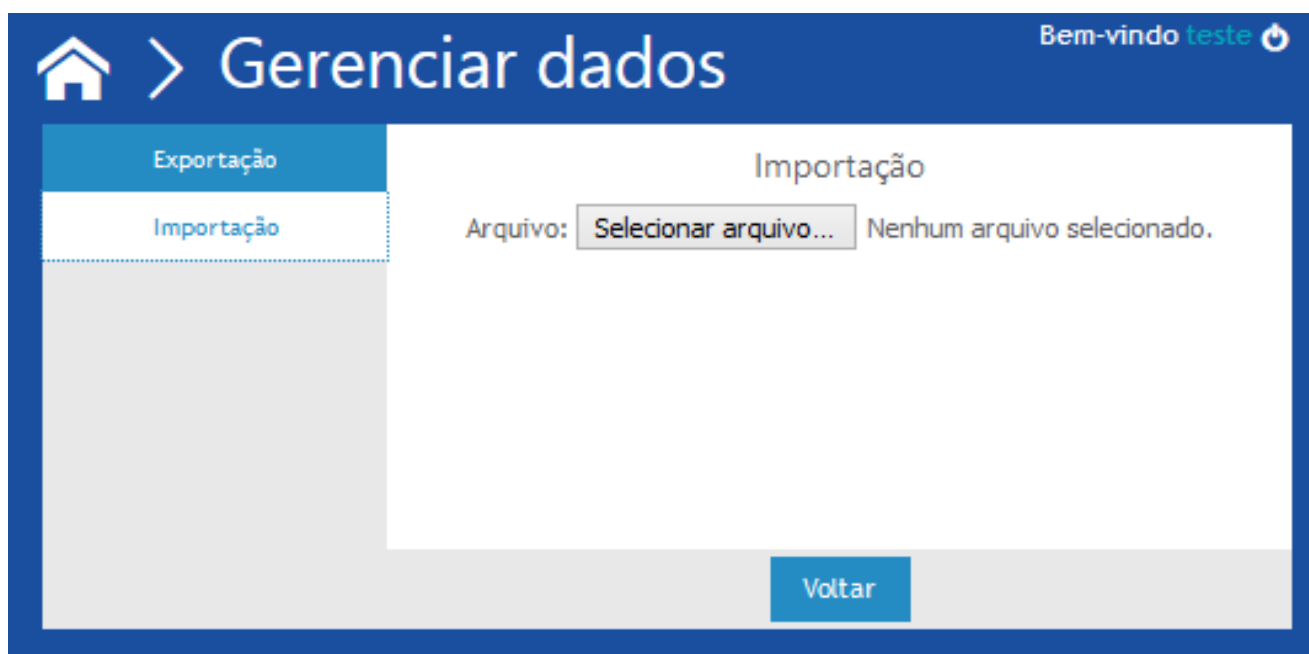 Bem-vindo teste
> Gerenciar dados
Exportação
Importação
Importação
Arquivo: Selecionar arquivo... Nenhum arquivo selecionado.
Voltar